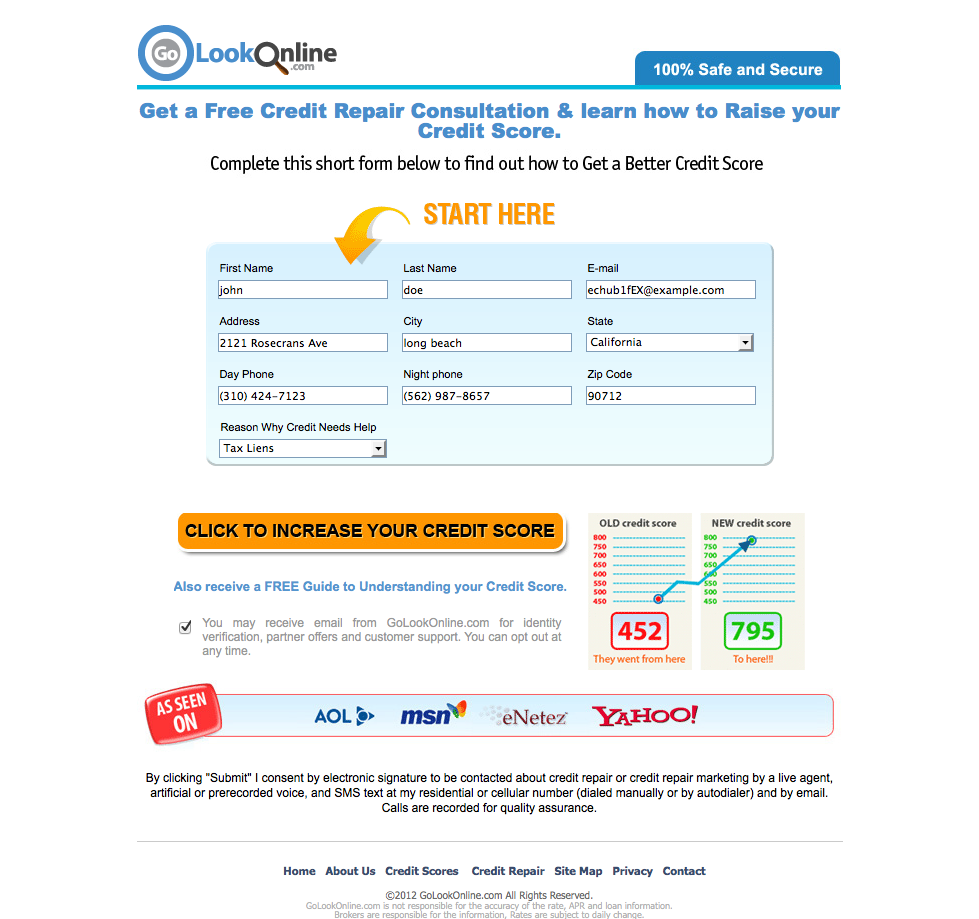 Go LookOnline
.com
100% Safe and Secure
Get a Free Credit Repair Consultation & learn how to Raise your
Credit Score.
Complete this short form below to find out how to Get a Better Credit Score
START HERE
First Name Last Name E-mail
john doe echub1fEX@example.com
Address City State
2121 Rosecrans Ave long beach California
Day Phone Night phone Zip Code
(310) 424-7123 (562) 987-8657 90712
Reason Why Credit Needs Help
Tax Liens
CLICK TO INCREASE YOUR CREDIT SCORE
Also receive a FREE Guide to Understanding your Credit Score.
You may receive email from GoLookOnline.com for identity
verification, partner offers and customer support. You can opt out at
any time.
OLD credit score NEW credit score
800 800
750 750
700 700
650 650
600 600
550 550
500 500
450 450
452 795
They went from here To here!!!
AS SEEN
ON
AOL msn eNetez YAHOO!
By clicking "Submit" I consent by electronic signature to be contacted about credit repair or credit repair marketing by a live agent,
artificial or prerecorded voice, and SMS text at my residential or cellular number (dialed manually or by autodialer) and by email.
Calls are recorded for quality assurance.
Home About Us Credit Scores Credit Repair Site Map Privacy Contact
©2012 GoLookOnline.com All Rights Reserved.
GoLookOnline.com is not responsible for the accuracy of the rate, APR and loan information.
Brokers are responsible for the information, Rates are subject to daily change.